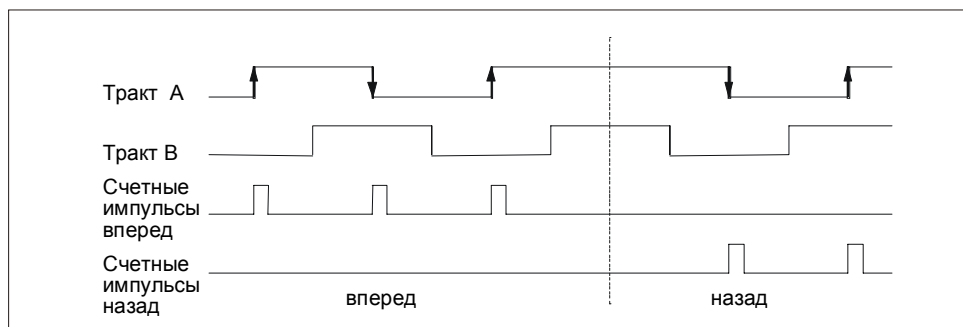 Тракт А
Тракт В
Счетные
импульсы
вперед
Счетные
импульсы
назад
вперед
назад